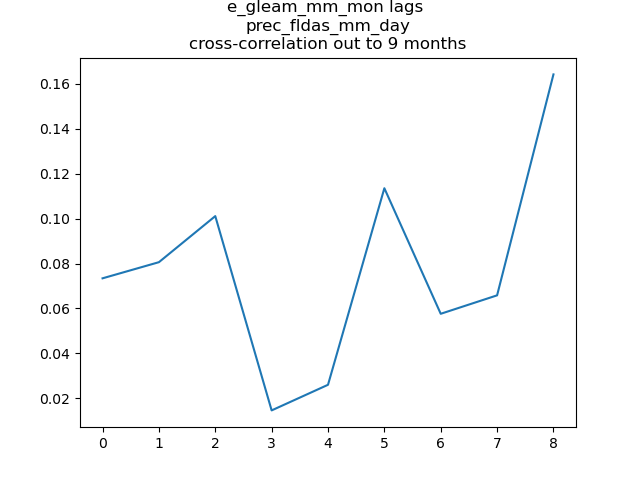 e_gleam_mm_mon lags
prec_fldas_mm_day
cross-correlation out to 9 months
0.16
0.14
0.12
0.10
0.08
0.06
0.04
0.02
0 1 2 3 4 5 6 7 8